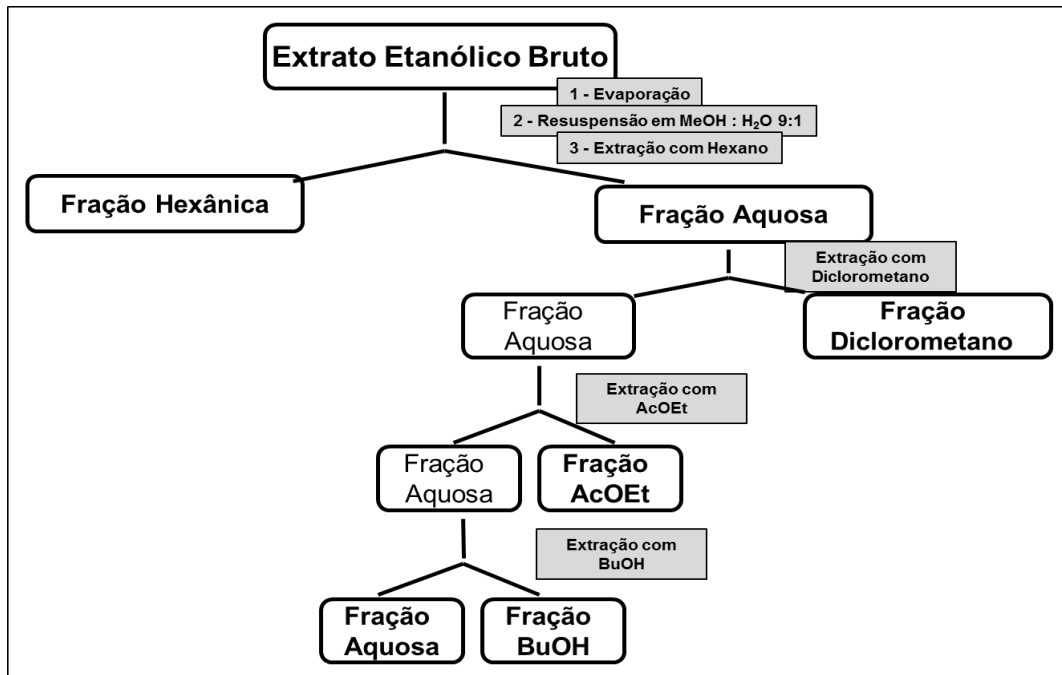 Extrato Etanólico Bruto
1 - Evaporação
2 - Resuspensão em MeOH : H₂O 9:1
3 - Extração com Hexano
Fração Hexânica
Fração Aquosa
Extração com
Diclorometano
Fração
Aquosa
Fração
Diclorometano
Extração com
AcOEt
Fração
Aquosa
Fração
AcOEt
Extração com
BuOH
Fração
Aquosa
Fração
BuOH